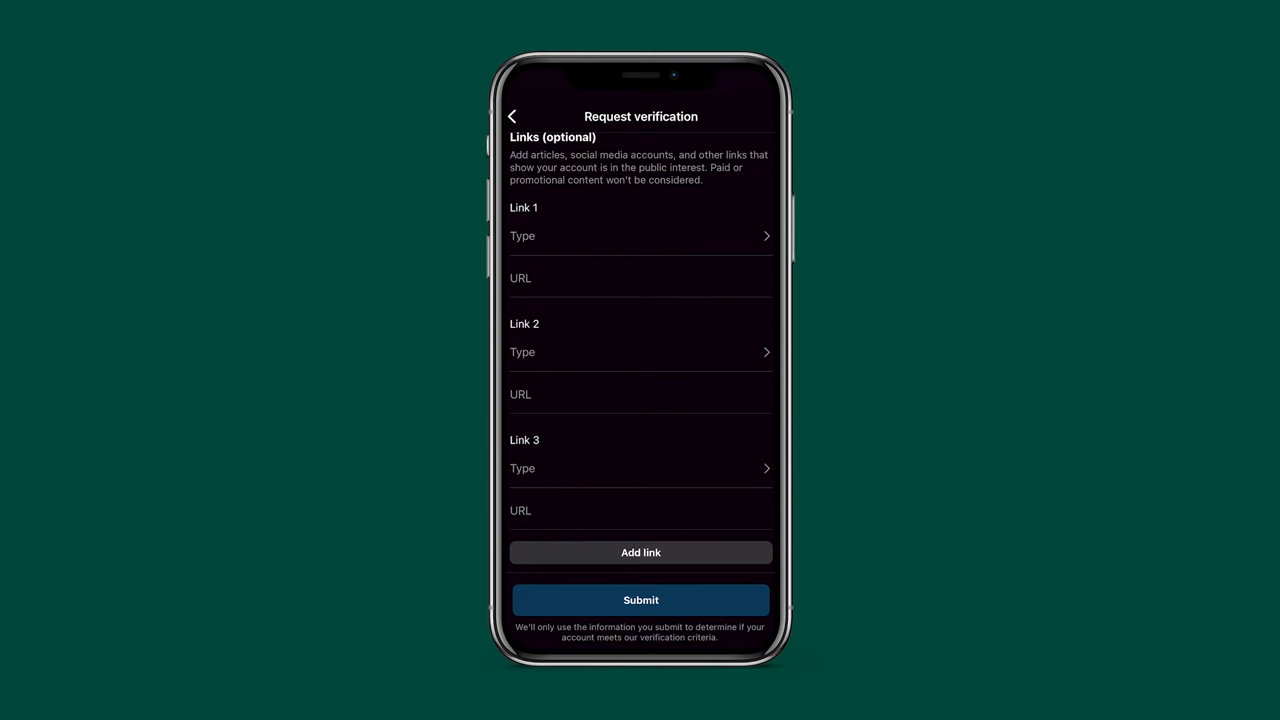 Request verification
Links (optional)
Add articles, social media accounts, and other links that
show your account is in the public interest. Paid or
promotional content won't be considered.
Link 1
Type
URL
Link 2
Type
URL
Link 3
Type
URL
Add link
Submit
We'll only use the information you submit to determine if your
account meets our verification criteria.